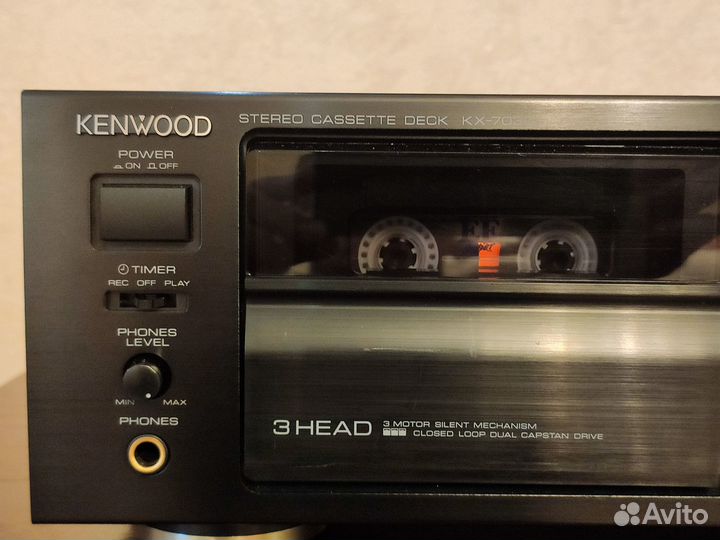 KENWOOD
STEREO CASSETTE DECK
POWER
ON OFF
TIMER
REC OFF PLAY
PHONES
LEVEL
MIN MAX
PHONES
3 HEAD
3 MOTOR SILENT MECHANISM
CLOSED LOOP DUAL CAPSTAN DRIVE
Avito